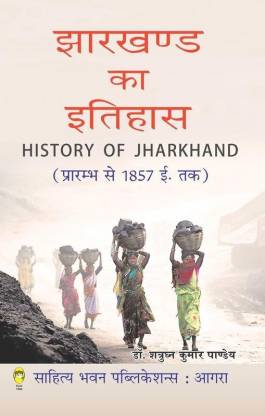 झारखण्ड
का
इतिहास
HISTORY OF JHARKHAND
(प्रारम्भ से 1857 ई. तक)
डॉ. शत्रुघ्न कुमार पाण्डेय
साहित्य भवन पब्लिकेशन्स : आगरा